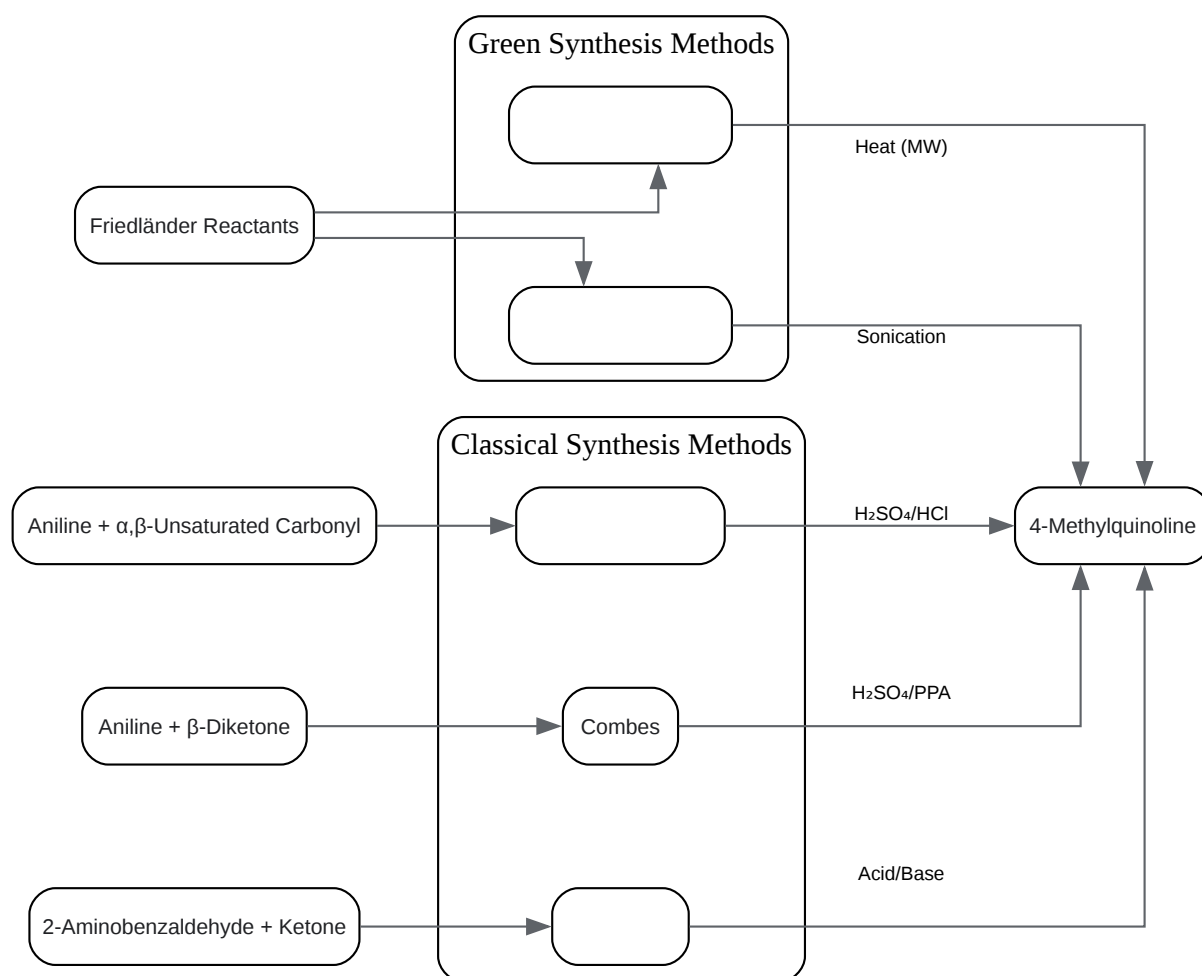 Green Synthesis Methods
Heat (MW)
Friedländer Reactants
Sonication
Classical Synthesis Methods
Aniline + α,β-Unsaturated Carbonyl
H₂SO₄/HCl
4-Methylquinoline
Aniline + β-Diketone
Combes
H₂SO₄/PPA
2-Aminobenzaldehyde + Ketone
Acid/Base